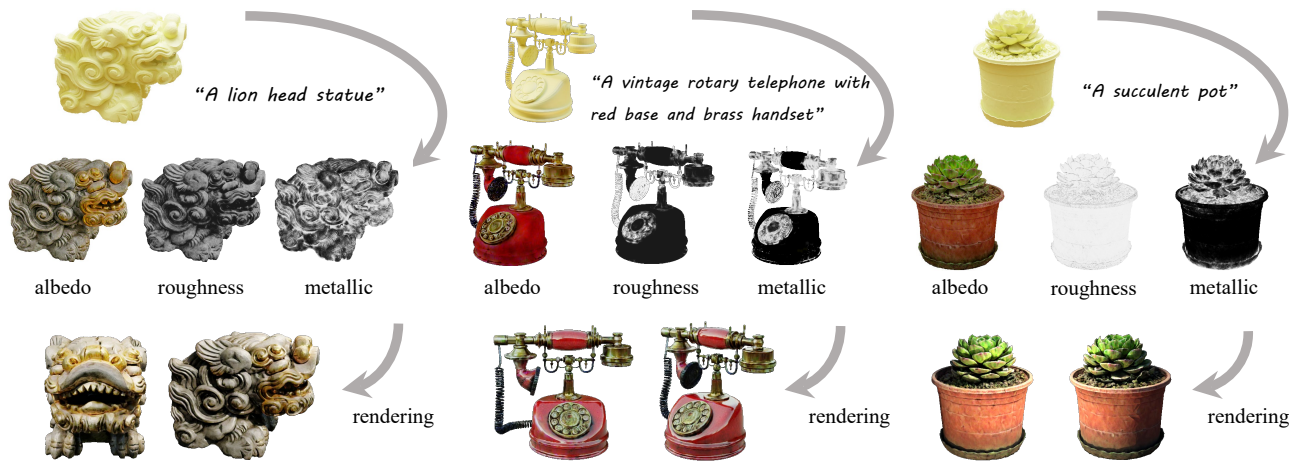 “A lion head statue”
“A vintage rotary telephone with
red base and brass handset”
“A succulent pot”
albedo
roughness
metallic
albedo
roughness
metallic
albedo
roughness
metallic
rendering
rendering
rendering